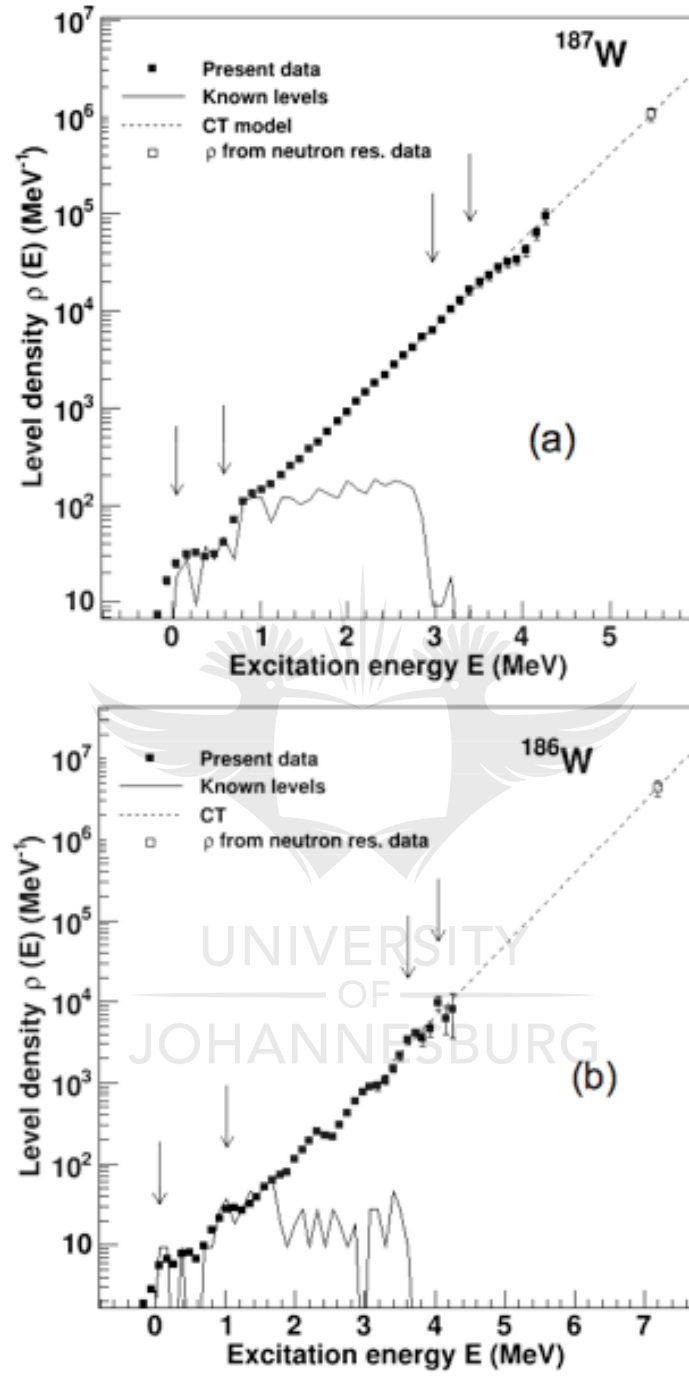 10⁷
¹⁸⁷W
Present data
Known levels
CT model
ρ from neutron res. data
10⁶
10⁵
10⁴
10³
10²
10
Level density ρ (E) (MeV⁻¹)
(a)
0 1 2 3 4 5
Excitation energy E (MeV)
¹⁸⁶W
Present data
Known levels
CT
ρ from neutron res. data
10⁷
10⁶
10⁵
10⁴
10³
10²
10
Level density ρ (E) (MeV⁻¹)
UNIVERSITY
OF
JOHANNESBURG
(b)
0 1 2 3 4 5 6 7
Excitation energy E (MeV)